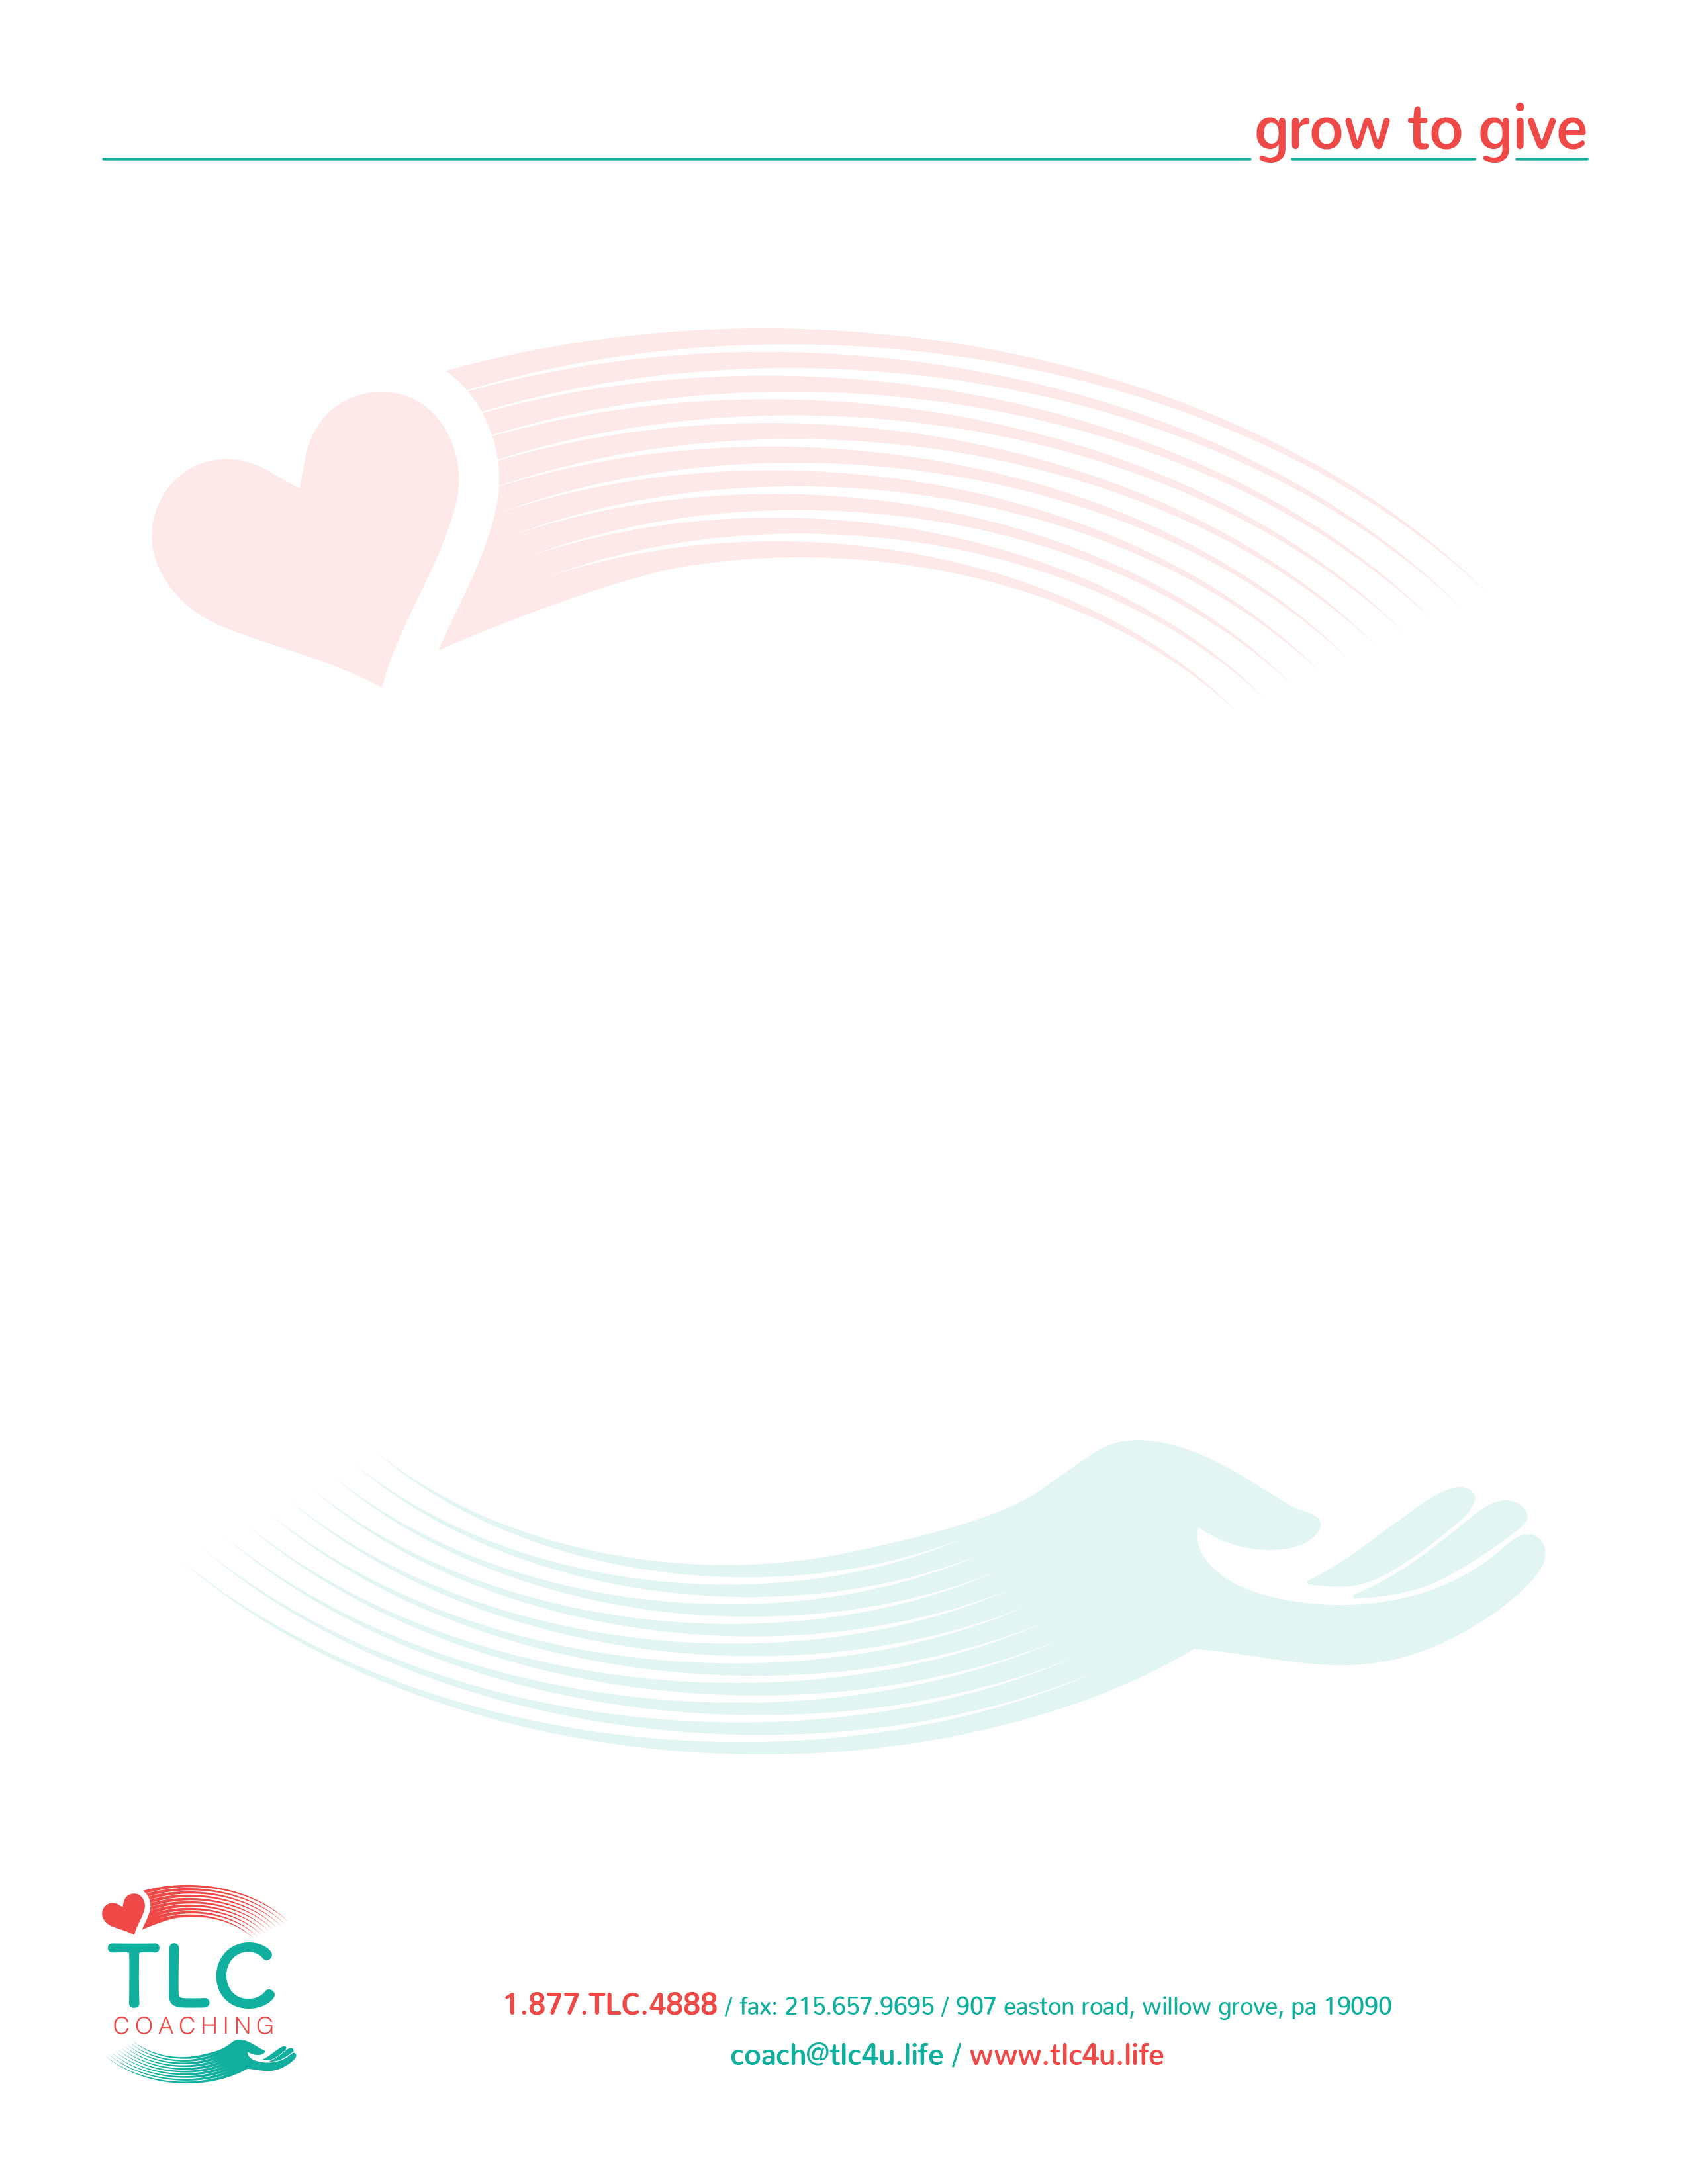 grow to give
TLC
COACHING
1.877.TLC.4888 / fax: 215.657.9695 / 907 easton road, willow grove, pa 19090
coach@tlc4u.life / www.tlc4u.life